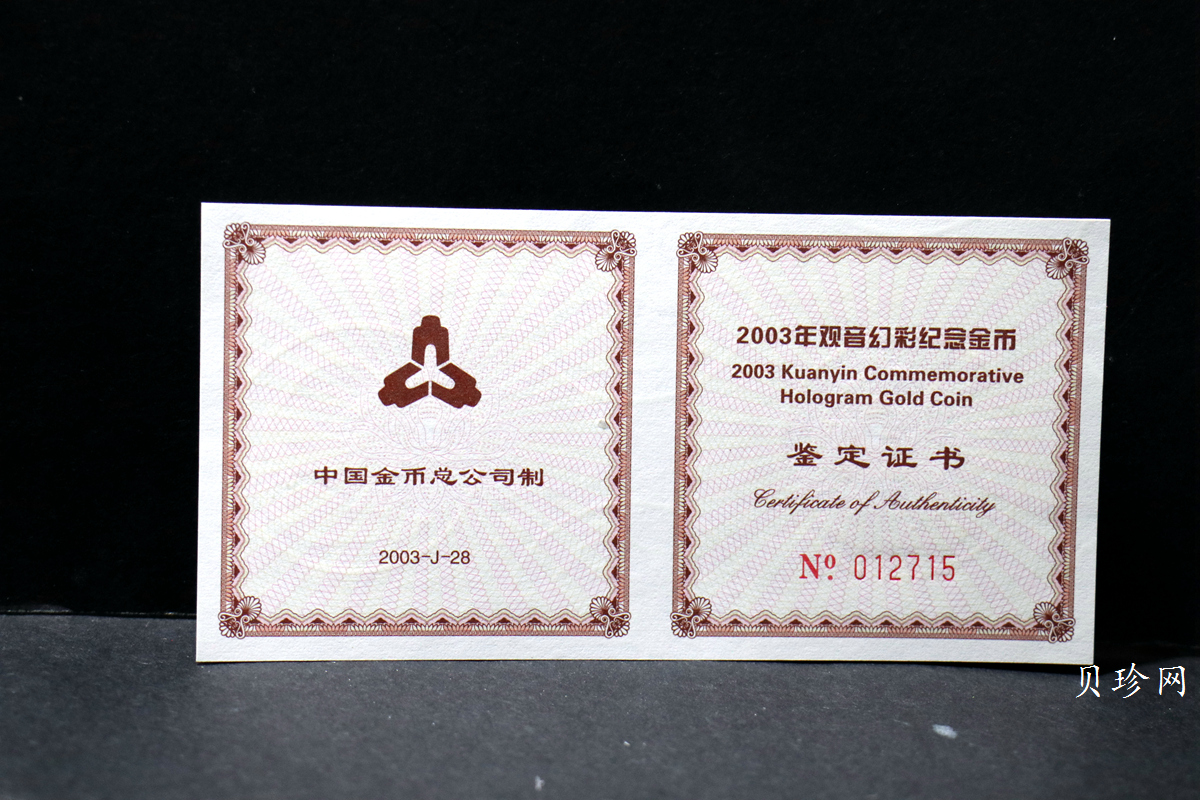 中国金币总公司制
2003-J-28
2003年观音幻彩纪念金币
2003 Kuanyin Commemorative
Hologram Gold Coin
鉴定证书
Certificate of Authenticity
Nº 012715
贝珍网